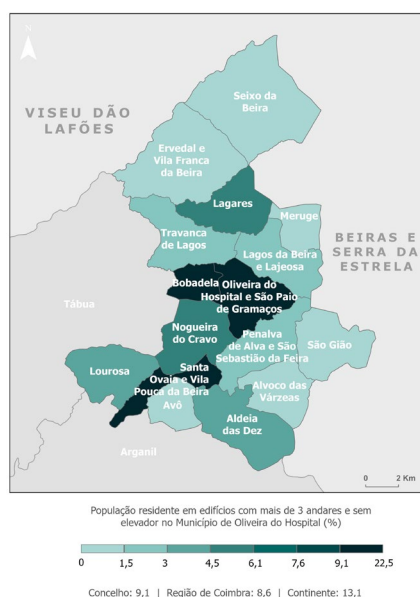 N
VISEU DÃO
LAFÕES
Seixo da
Beira
Ervedal e
Vila Franca
da Beira
Lagares
Meruge
Travanca
de Lagos
BEIRAS E
SERRA DA
ESTRELA
Lagos da Beira
e Lajeosa
Bobadela
Oliveira do
Hospital e São Paio
de Gramaços
Tábua
Nogueira
do Cravo
Penalva
de Alva e São
Sebastião da Feira
São Gião
Lourosa
Santa
Ovaia e Vila
Pouca da Beira
Alvoco das
Várzeas
Avô
Aldeia
das Dez
Arganil
0 2 Km
População residente em edifícios com mais de 3 andares e sem
elevador no Município de Oliveira do Hospital (%)
0 1,5 3 4,5 6,1 7,6 9,1 22,5
Concelho: 9,1 | Região de Coimbra: 8,6 | Continente: 13,1